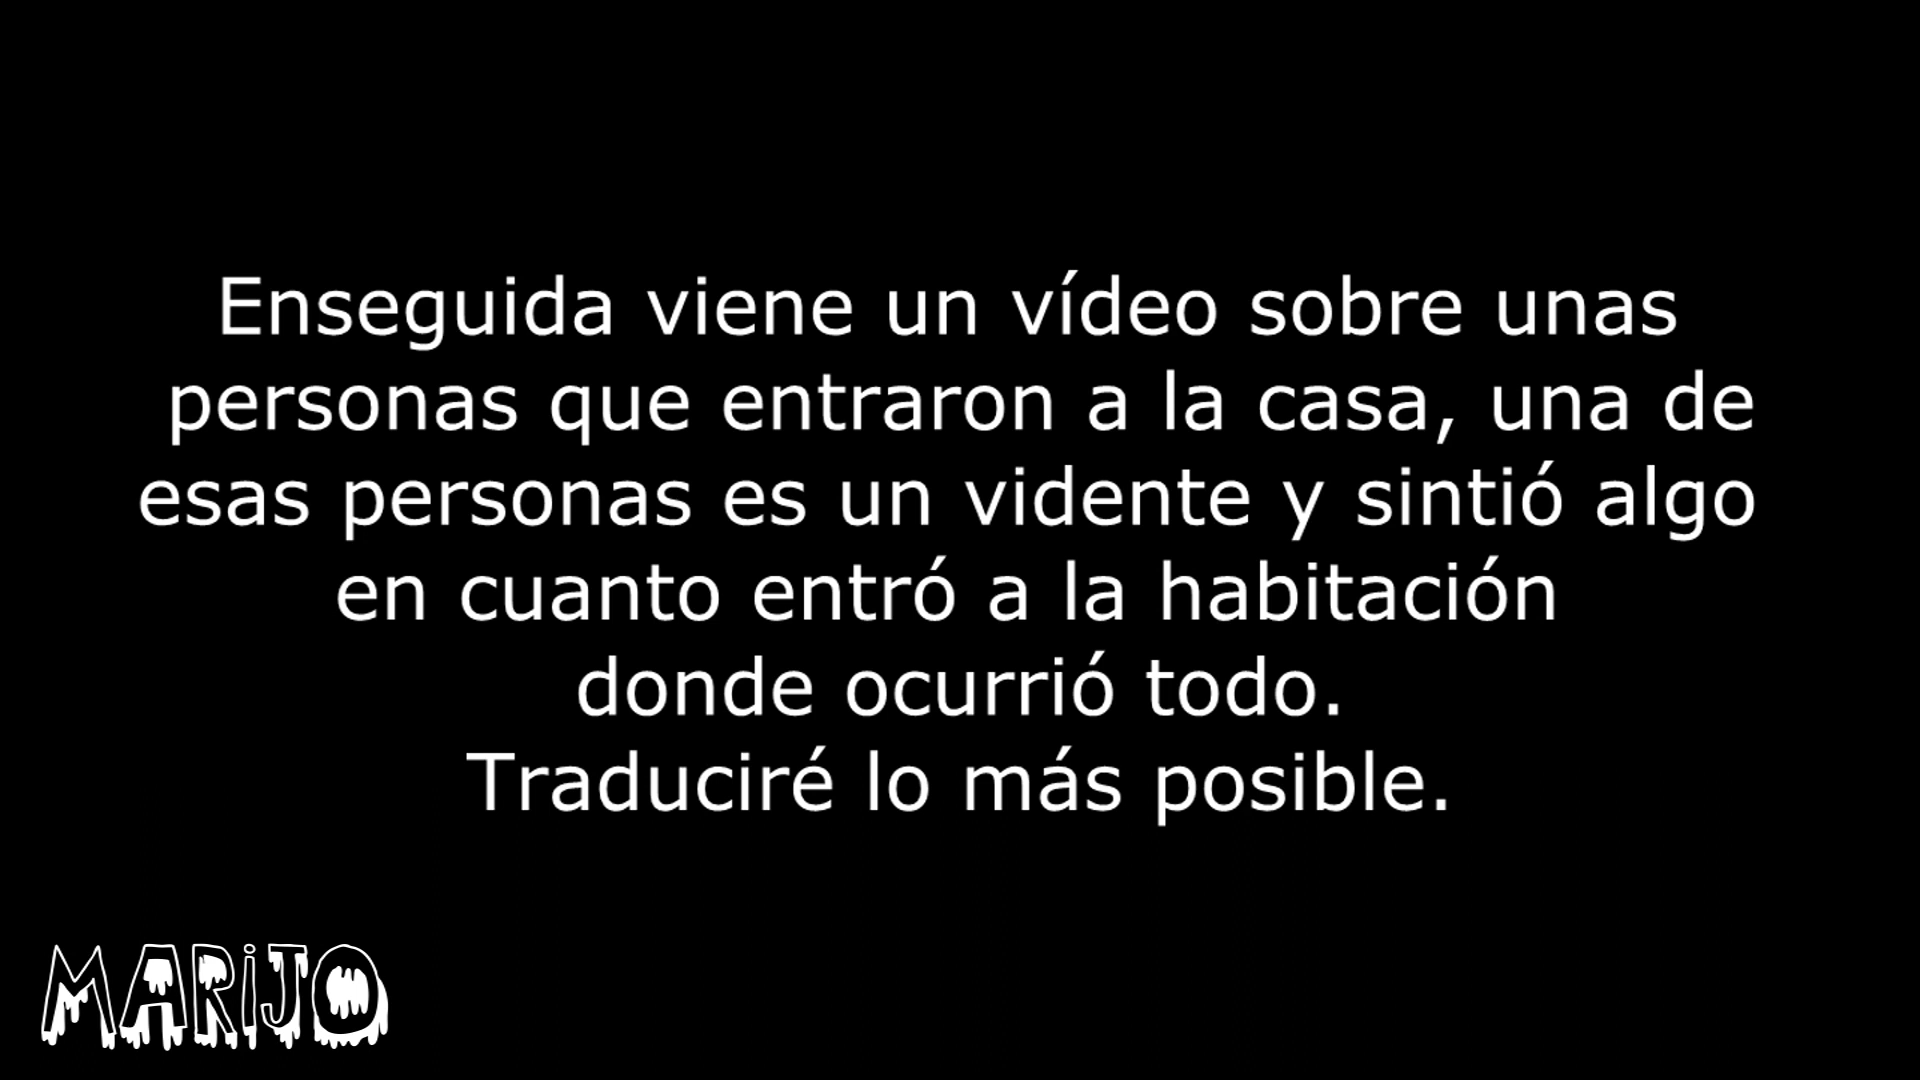 Enseguida viene un vídeo sobre unas
personas que entraron a la casa, una de
esas personas es un vidente y sintió algo
en cuanto entró a la habitación
donde ocurrió todo.
Traduciré lo más posible.
MARiJO